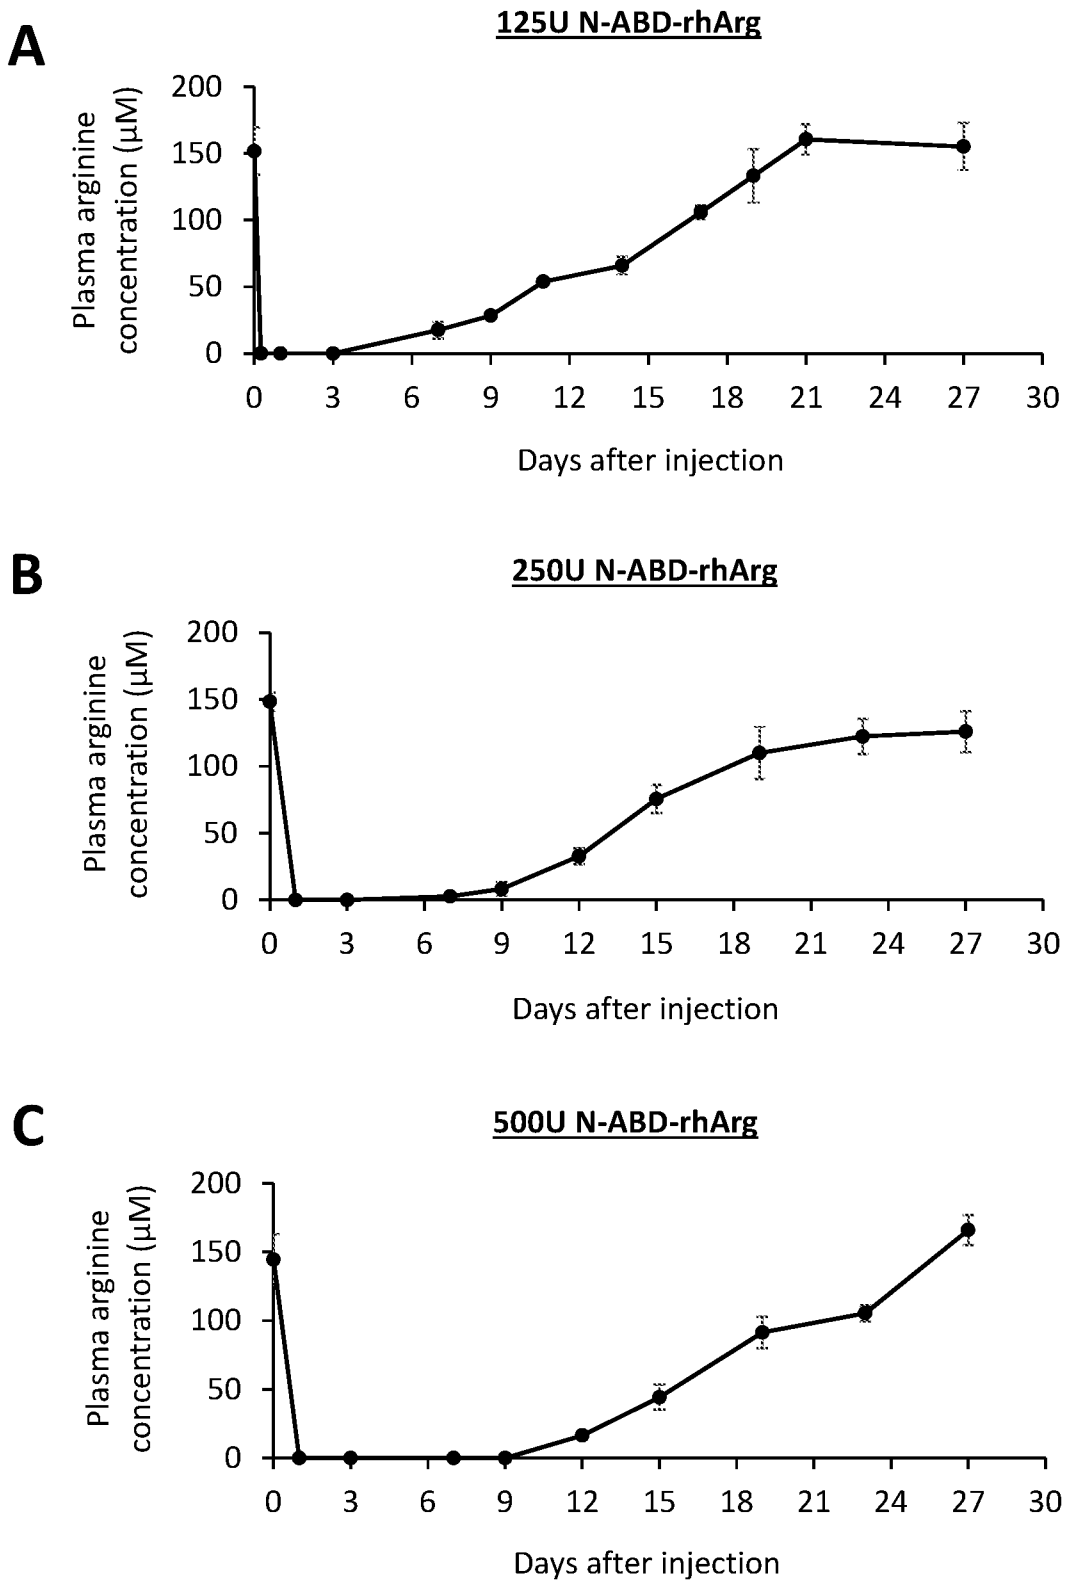 A
125U N-ABD-rhArg
Plasma arginine
concentration (µM)
200
150
100
50
0
0 3 6 9 12 15 18 21 24 27 30
Days after injection
B
250U N-ABD-rhArg
Plasma arginine
concentration (µM)
200
150
100
50
0
0 3 6 9 12 15 18 21 24 27 30
Days after injection
C
500U N-ABD-rhArg
Plasma arginine
concentration (µM)
200
150
100
50
0
0 3 6 9 12 15 18 21 24 27 30
Days after injection